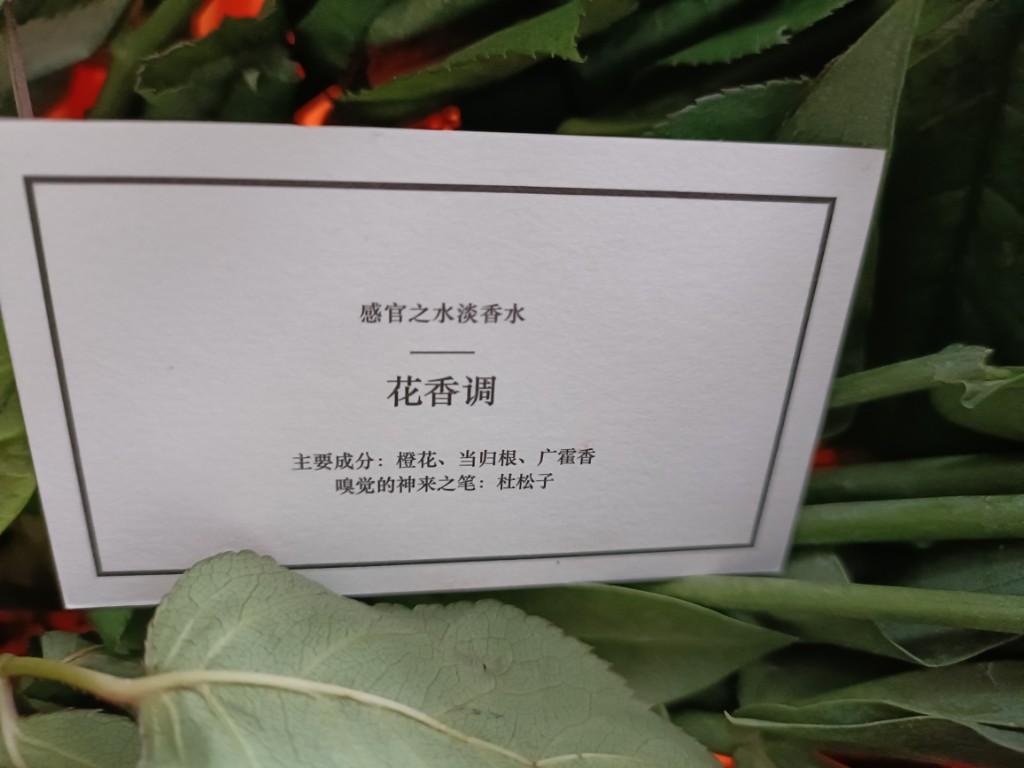 感官之水淡香水
花香调
主要成分：橙花、当归根、广霍香
嗅觉的神来之笔：杜松子